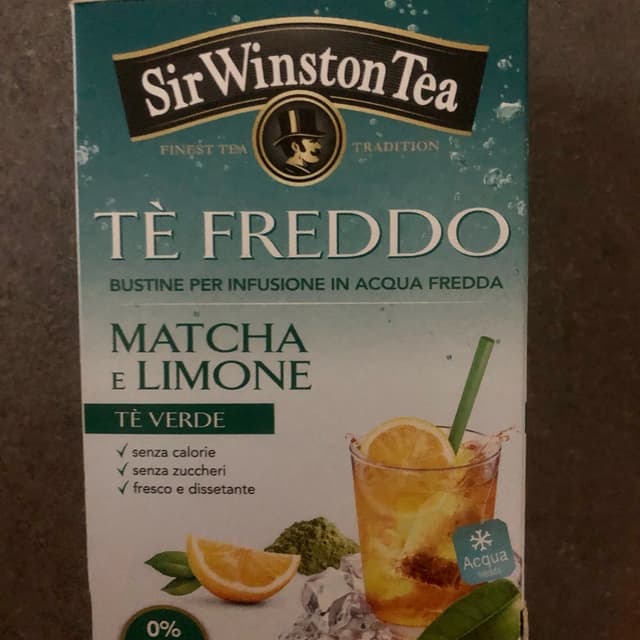 Sir Winston Tea
FINEST TEA TRADITION
TÈ FREDDO
BUSTINE PER INFUSIONE IN ACQUA FREDDA
MATCHA
E LIMONE
TÈ VERDE
senza calorie
senza zuccheri
fresco e dissetante
Acqua
0%